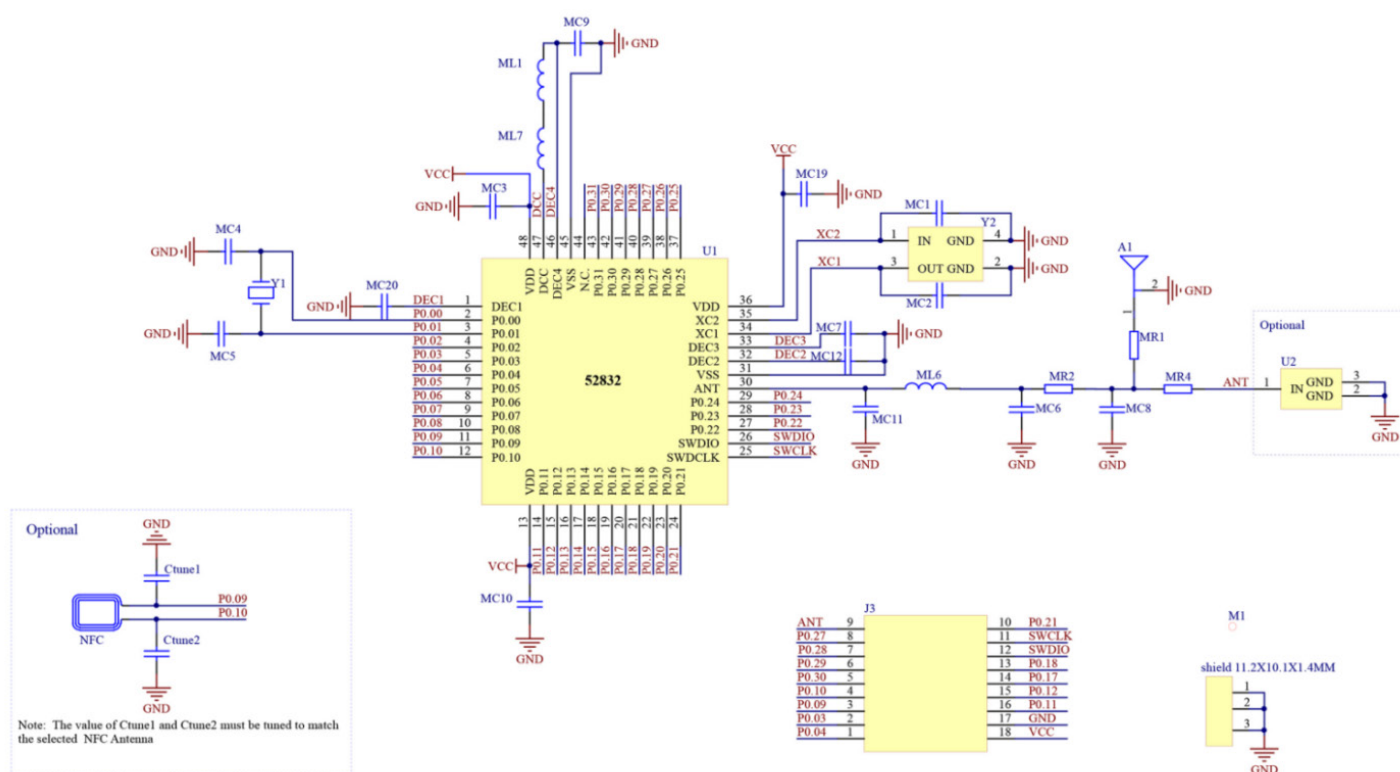 MC9
GND
ML1
ML7
VCC
MC3
GND
DCC
DEC4
P0.31
P0.30
P0.29
P0.28
P0.27
P0.26
P0.25
48
47
46
45
44
43
42
41
40
39
38
37
U1
VDD
DCC
DEC4
VSS
N.C.
P0.31
P0.30
P0.29
P0.28
P0.27
P0.26
P0.25
MC4
GND
Y1
MC20
GND
GND
MC5
DEC1 1 DEC1
P0.00 2 P0.00
P0.01 3 P0.01
P0.02 4 P0.02
P0.03 5 P0.03
P0.04 6 P0.04
P0.05 7 P0.05
P0.06 8 P0.06
P0.07 9 P0.07
P0.08 10 P0.08
P0.09 11 P0.09
P0.10 12 P0.10
52832
VDD 36
XC2 35
XC1 34
DEC3 33 DEC3
DEC2 32 DEC2
VSS 31
ANT 30
P0.24 29 P0.24
P0.23 28 P0.23
P0.22 27 P0.22
SWDIO 26 SWDIO
SWDCLK 25 SWCLK
VCC
MC19
GND
MC1
Y2
XC2 1 IN GND 4 GND
XC1 3 OUT GND 2 GND
MC2
MC7
GND
MC12
ML6
MC11
GND
MC6
GND
MR2
MC8
GND
A1
2 GND
1
MR1
MR4
ANT
Optional
U2
1 IN GND 3
GND 2
GND
VDD
P0.11
P0.12
P0.13
P0.14
P0.15
P0.16
P0.17
P0.18
P0.19
P0.20
P0.21
13
14
15
16
17
18
19
20
21
22
23
24
P0.11
P0.12
P0.13
P0.14
P0.15
P0.16
P0.17
P0.18
P0.19
P0.20
P0.21
VCC
MC10
GND
Optional
GND
Ctune1
P0.09
P0.10
NFC
Ctune2
GND
Note: The value of Ctune1 and Ctune2 must be tuned to match
the selected NFC Antenna
J3
ANT 9 10 P0.21
P0.27 8 11 SWCLK
P0.28 7 12 SWDIO
P0.29 6 13 P0.18
P0.30 5 14 P0.17
P0.10 4 15 P0.12
P0.09 3 16 P0.11
P0.03 2 17 GND
P0.04 1 18 VCC
M1
shield 11.2X10.1X1.4MM
1
2
3
GND